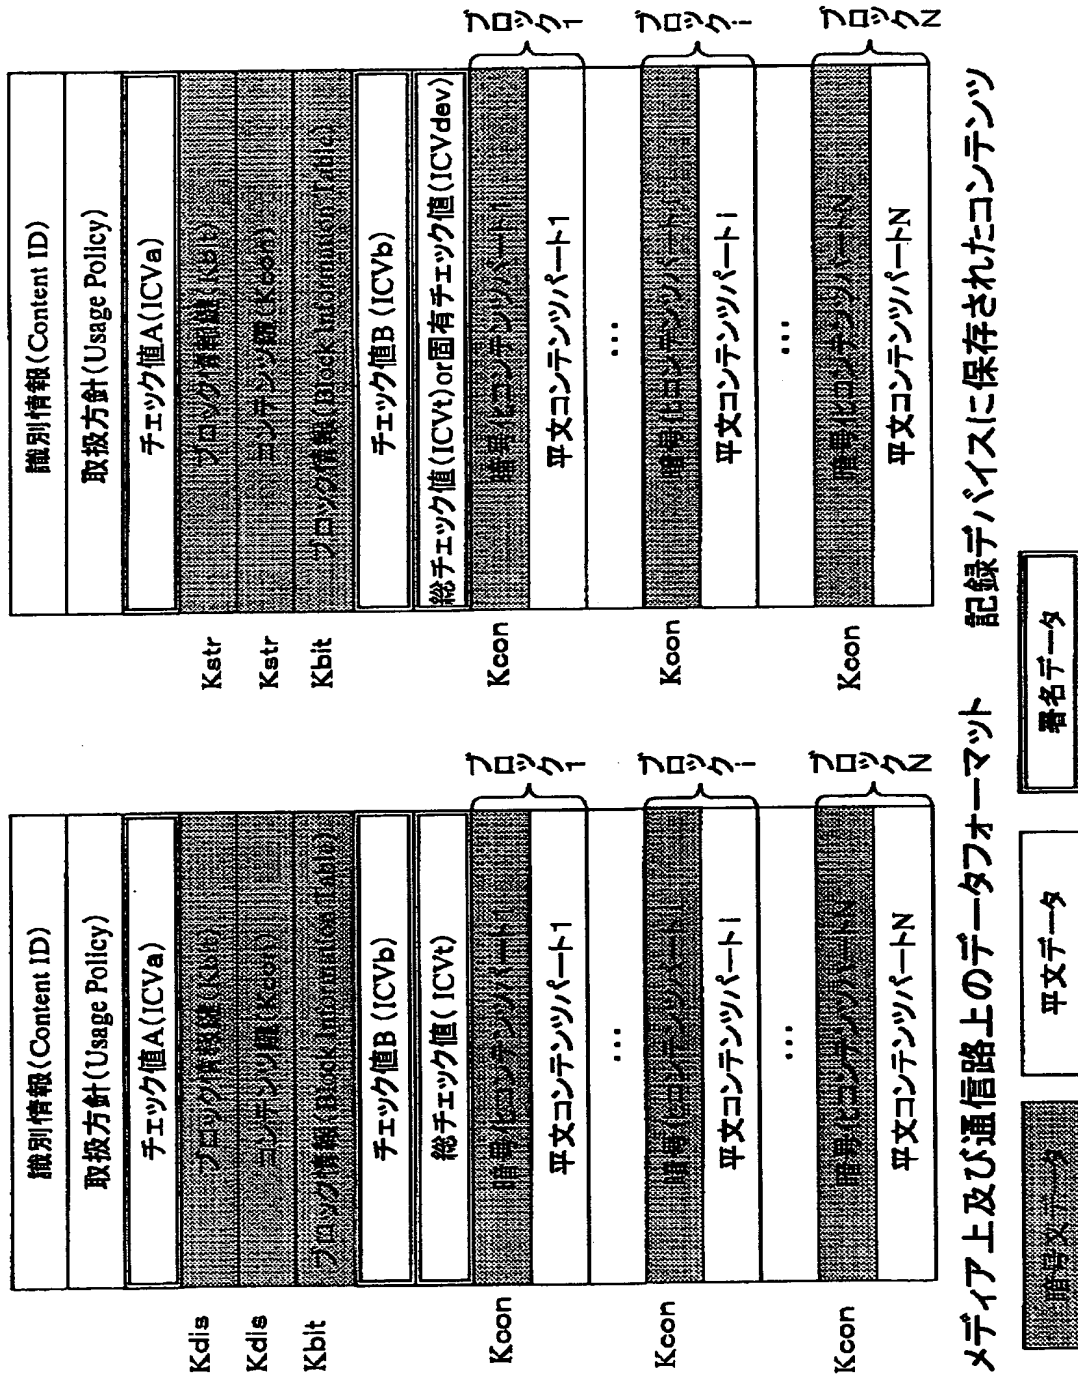 識別情報(Content ID)
取扱方針(Usage Policy)
チェック値A(ICVa)
Kdis
ブロック情報鍵(Kbit)
Kdis
コンテンツ鍵(Kcon)
Kbit
ブロック情報(Block Information Table)
チェック値B (ICVb)
総チェック値( ICVt)
Kcon
暗号化コンテンツパート1
平文コンテンツパート1
ブロック1
...
Kcon
暗号化コンテンツパートi
平文コンテンツパートi
ブロックi
...
Kcon
暗号化コンテンツパートN
平文コンテンツパートN
ブロックN
メディア上及び通信路上のデータフォーマット
識別情報(Content ID)
取扱方針(Usage Policy)
チェック値A(ICVa)
Kstr
ブロック情報鍵(Kbit)
Kstr
コンテンツ鍵(Kcon)
Kbit
ブロック情報(Block Information Table)
チェック値B (ICVb)
総チェック値(ICVt)or固有チェック値(ICVdev)
Kcon
暗号化コンテンツパート1
平文コンテンツパート1
ブロック1
...
Kcon
暗号化コンテンツパートi
平文コンテンツパートi
ブロックi
...
Kcon
暗号化コンテンツパートN
平文コンテンツパートN
ブロックN
記録デバイスに保存されたコンテンツ
暗号文データ
平文データ
署名データ